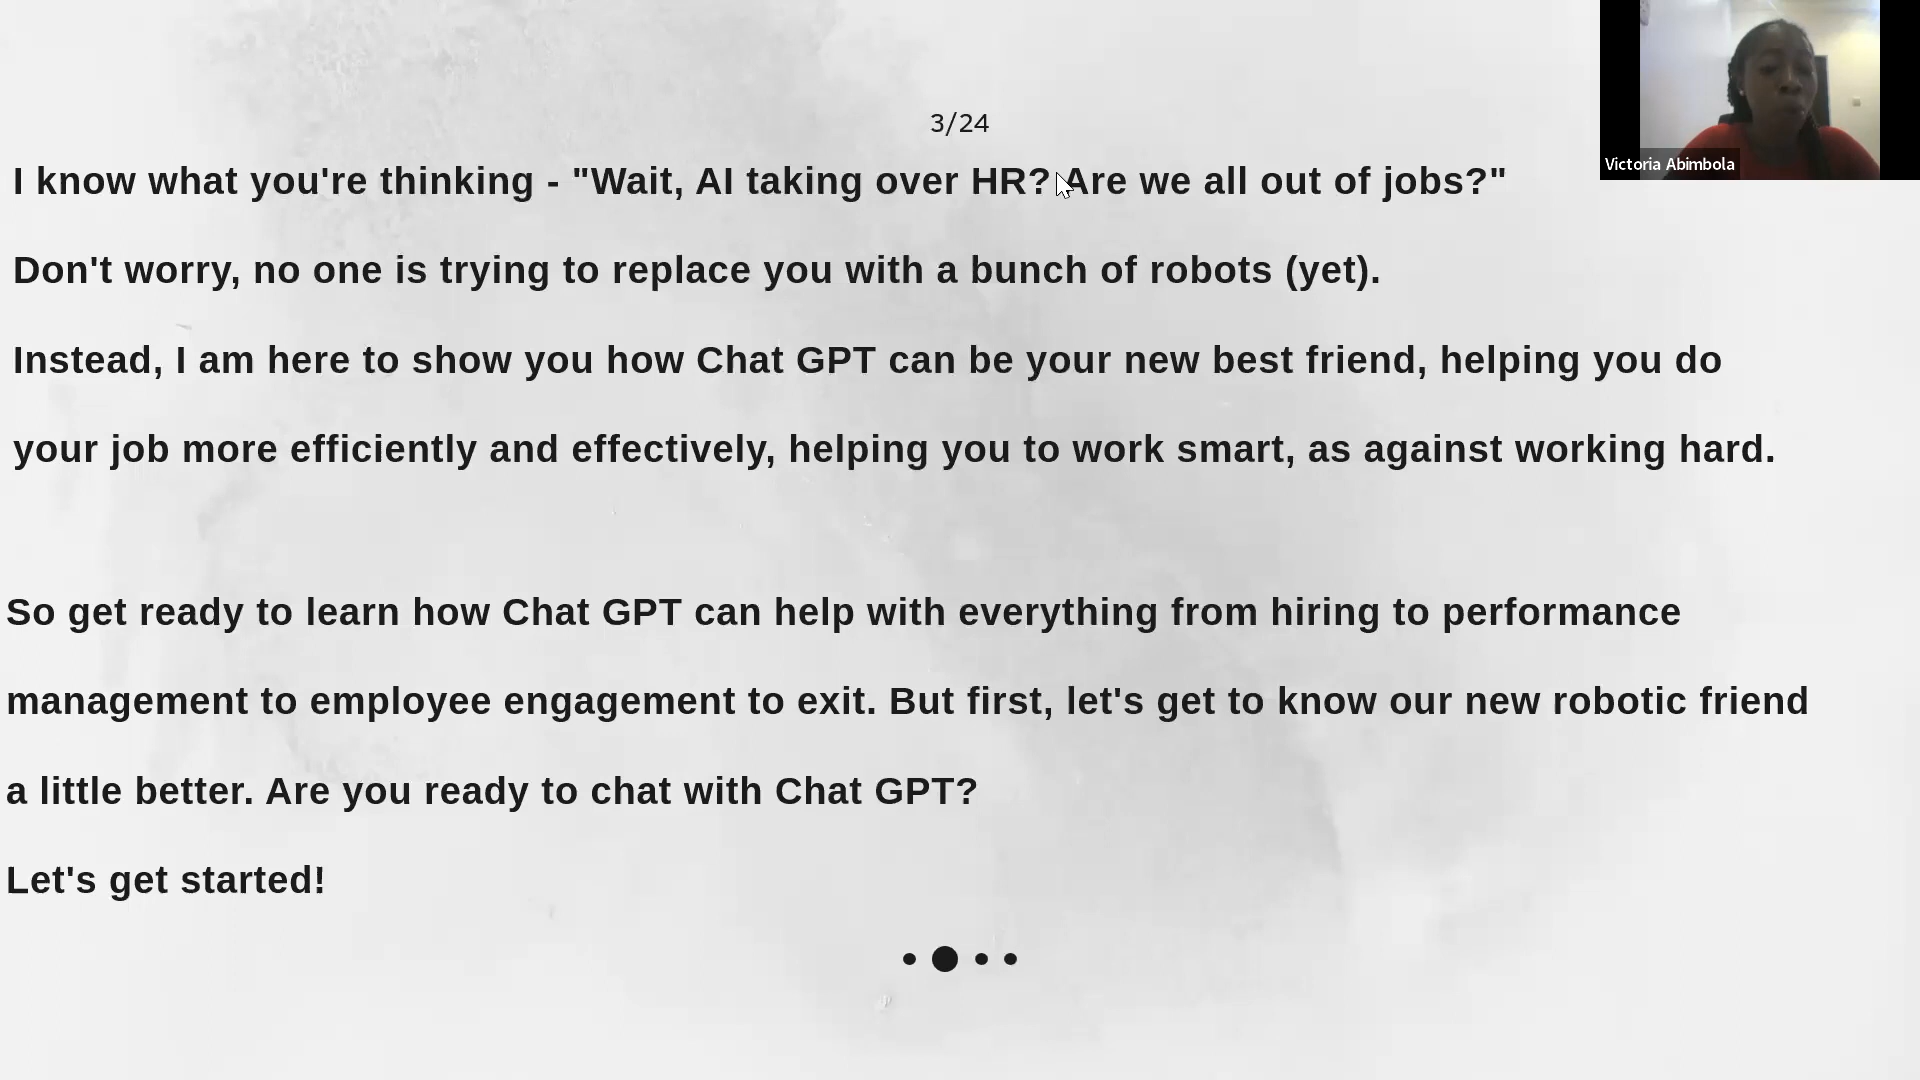 3/24
I know what you're thinking - "Wait, AI taking over HR? Are we all out of jobs?"
Don't worry, no one is trying to replace you with a bunch of robots (yet).
Instead, I am here to show you how Chat GPT can be your new best friend, helping you do
your job more efficiently and effectively, helping you to work smart, as against working hard.
So get ready to learn how Chat GPT can help with everything from hiring to performance
management to employee engagement to exit. But first, let's get to know our new robotic friend
a little better. Are you ready to chat with Chat GPT?
Let's get started!
Victoria Abimbola